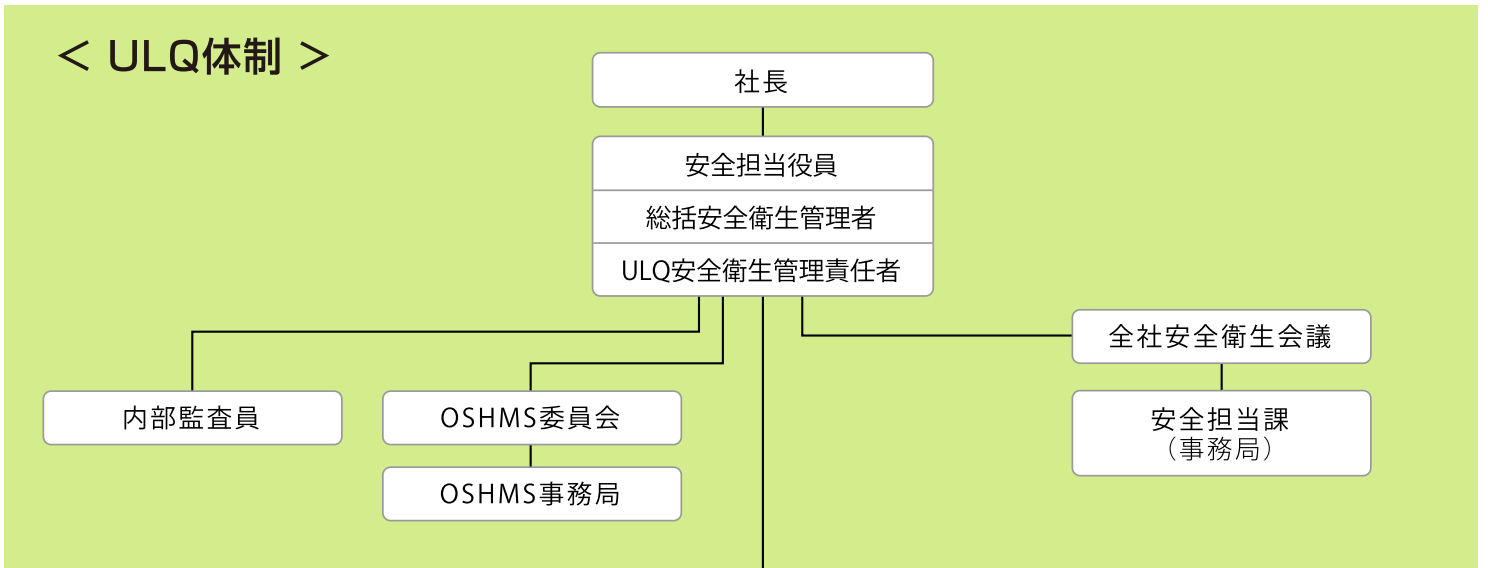 ＜ ULQ体制 ＞
社長
安全担当役員
総括安全衛生管理者
ULQ安全衛生管理責任者
全社安全衛生会議
安全担当課
（事務局）
内部監査員
OSHMS委員会
OSHMS事務局